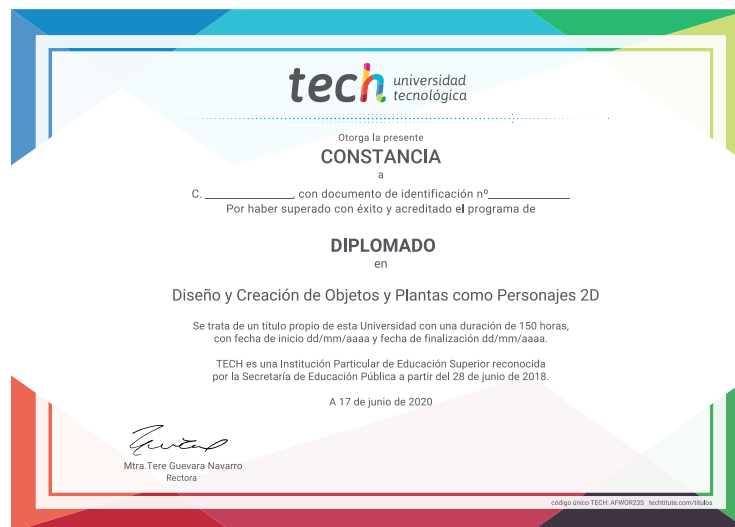 tech universidad
tecnológica
Otorga la presente
CONSTANCIA
a
C. ______________, con documento de identificación nº______________
Por haber superado con éxito y acreditado el programa de
DIPLOMADO
en
Diseño y Creación de Objetos y Plantas como Personajes 2D
Se trata de un título propio de esta Universidad con una duración de 150 horas,
con fecha de inicio dd/mm/aaaa y fecha de finalización dd/mm/aaaa.
TECH es una Institución Particular de Educación Superior reconocida
por la Secretaría de Educación Pública a partir del 28 de junio de 2018.
A 17 de junio de 2020
Mtra.Tere Guevara Navarro
Rectora
código único TECH: AFWOR23S techtitute.com/titulos